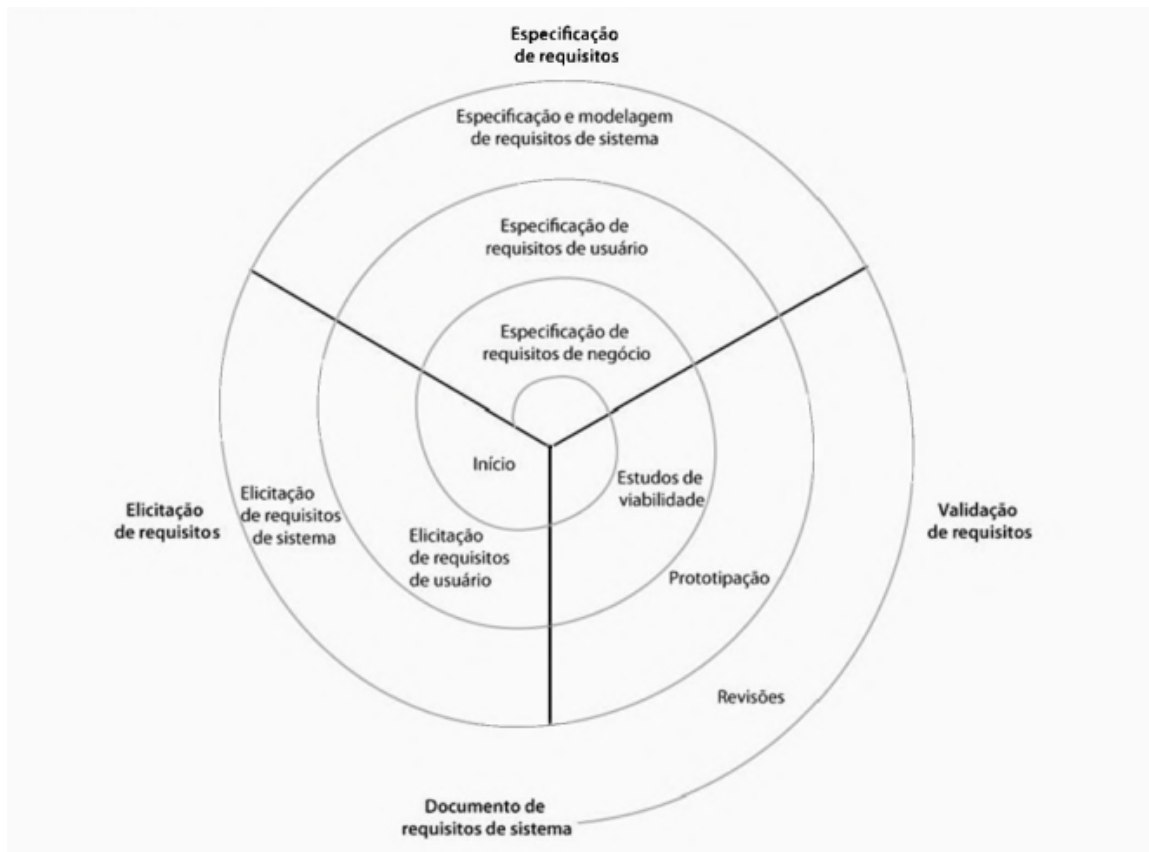 Especificação
de requisitos
Especificação e modelagem
de requisitos de sistema
Especificação de
requisitos de usuário
Especificação de
requisitos de negócio
Início
Estudos de
viabilidade
Elicitação
de requisitos
Elicitação
de requisitos
de sistema
Elicitação
de requisitos
de usuário
Validação
de requisitos
Prototipação
Revisões
Documento de
requisitos de sistema